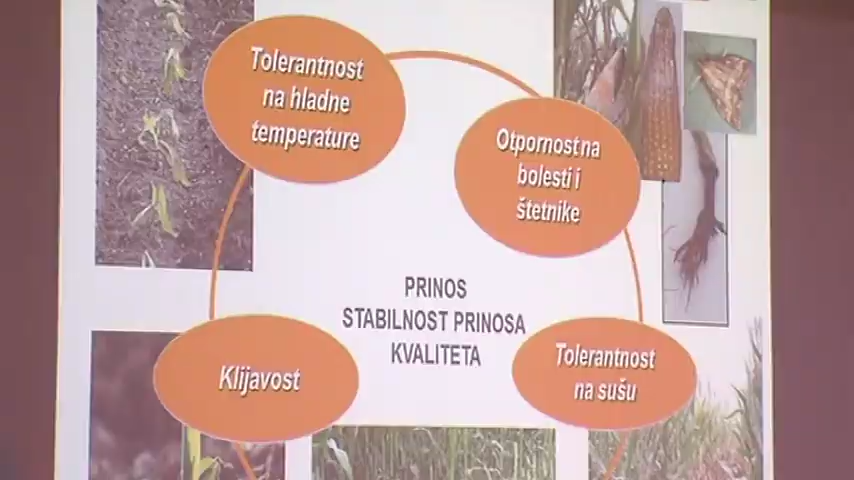 Tolerantnost
na hladne
temperature
Otpornost na
bolesti i
štetnike
PRINOS
STABILNOST PRINOSA
KVALITETA
Klijavost
Tolerantnost
na sušu